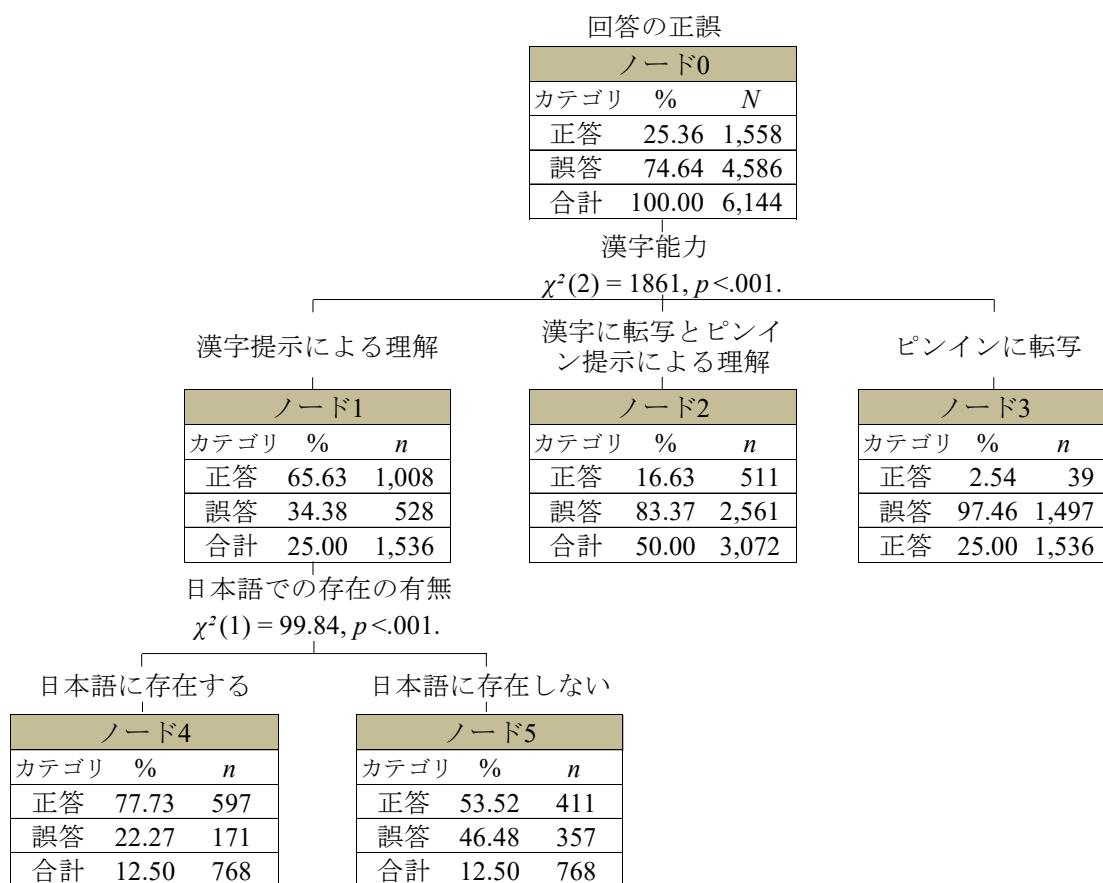 回答の正誤
ノード0
カテゴリ % N
正答 25.36 1,558
誤答 74.64 4,586
合計 100.00 6,144
漢字能力
χ²(2) = 1861, p<.001.
漢字提示による理解
漢字に転写とピンイ
ン提示による理解
ピンインに転写
ノード1
カテゴリ % n
正答 65.63 1,008
誤答 34.38 528
合計 25.00 1,536
ノード2
カテゴリ % n
正答 16.63 511
誤答 83.37 2,561
合計 50.00 3,072
ノード3
カテゴリ % n
正答 2.54 39
誤答 97.46 1,497
正答 25.00 1,536
日本語での存在の有無
χ²(1) = 99.84, p<.001.
日本語に存在する
日本語に存在しない
ノード4
カテゴリ % n
正答 77.73 597
誤答 22.27 171
合計 12.50 768
ノード5
カテゴリ % n
正答 53.52 411
誤答 46.48 357
合計 12.50 768